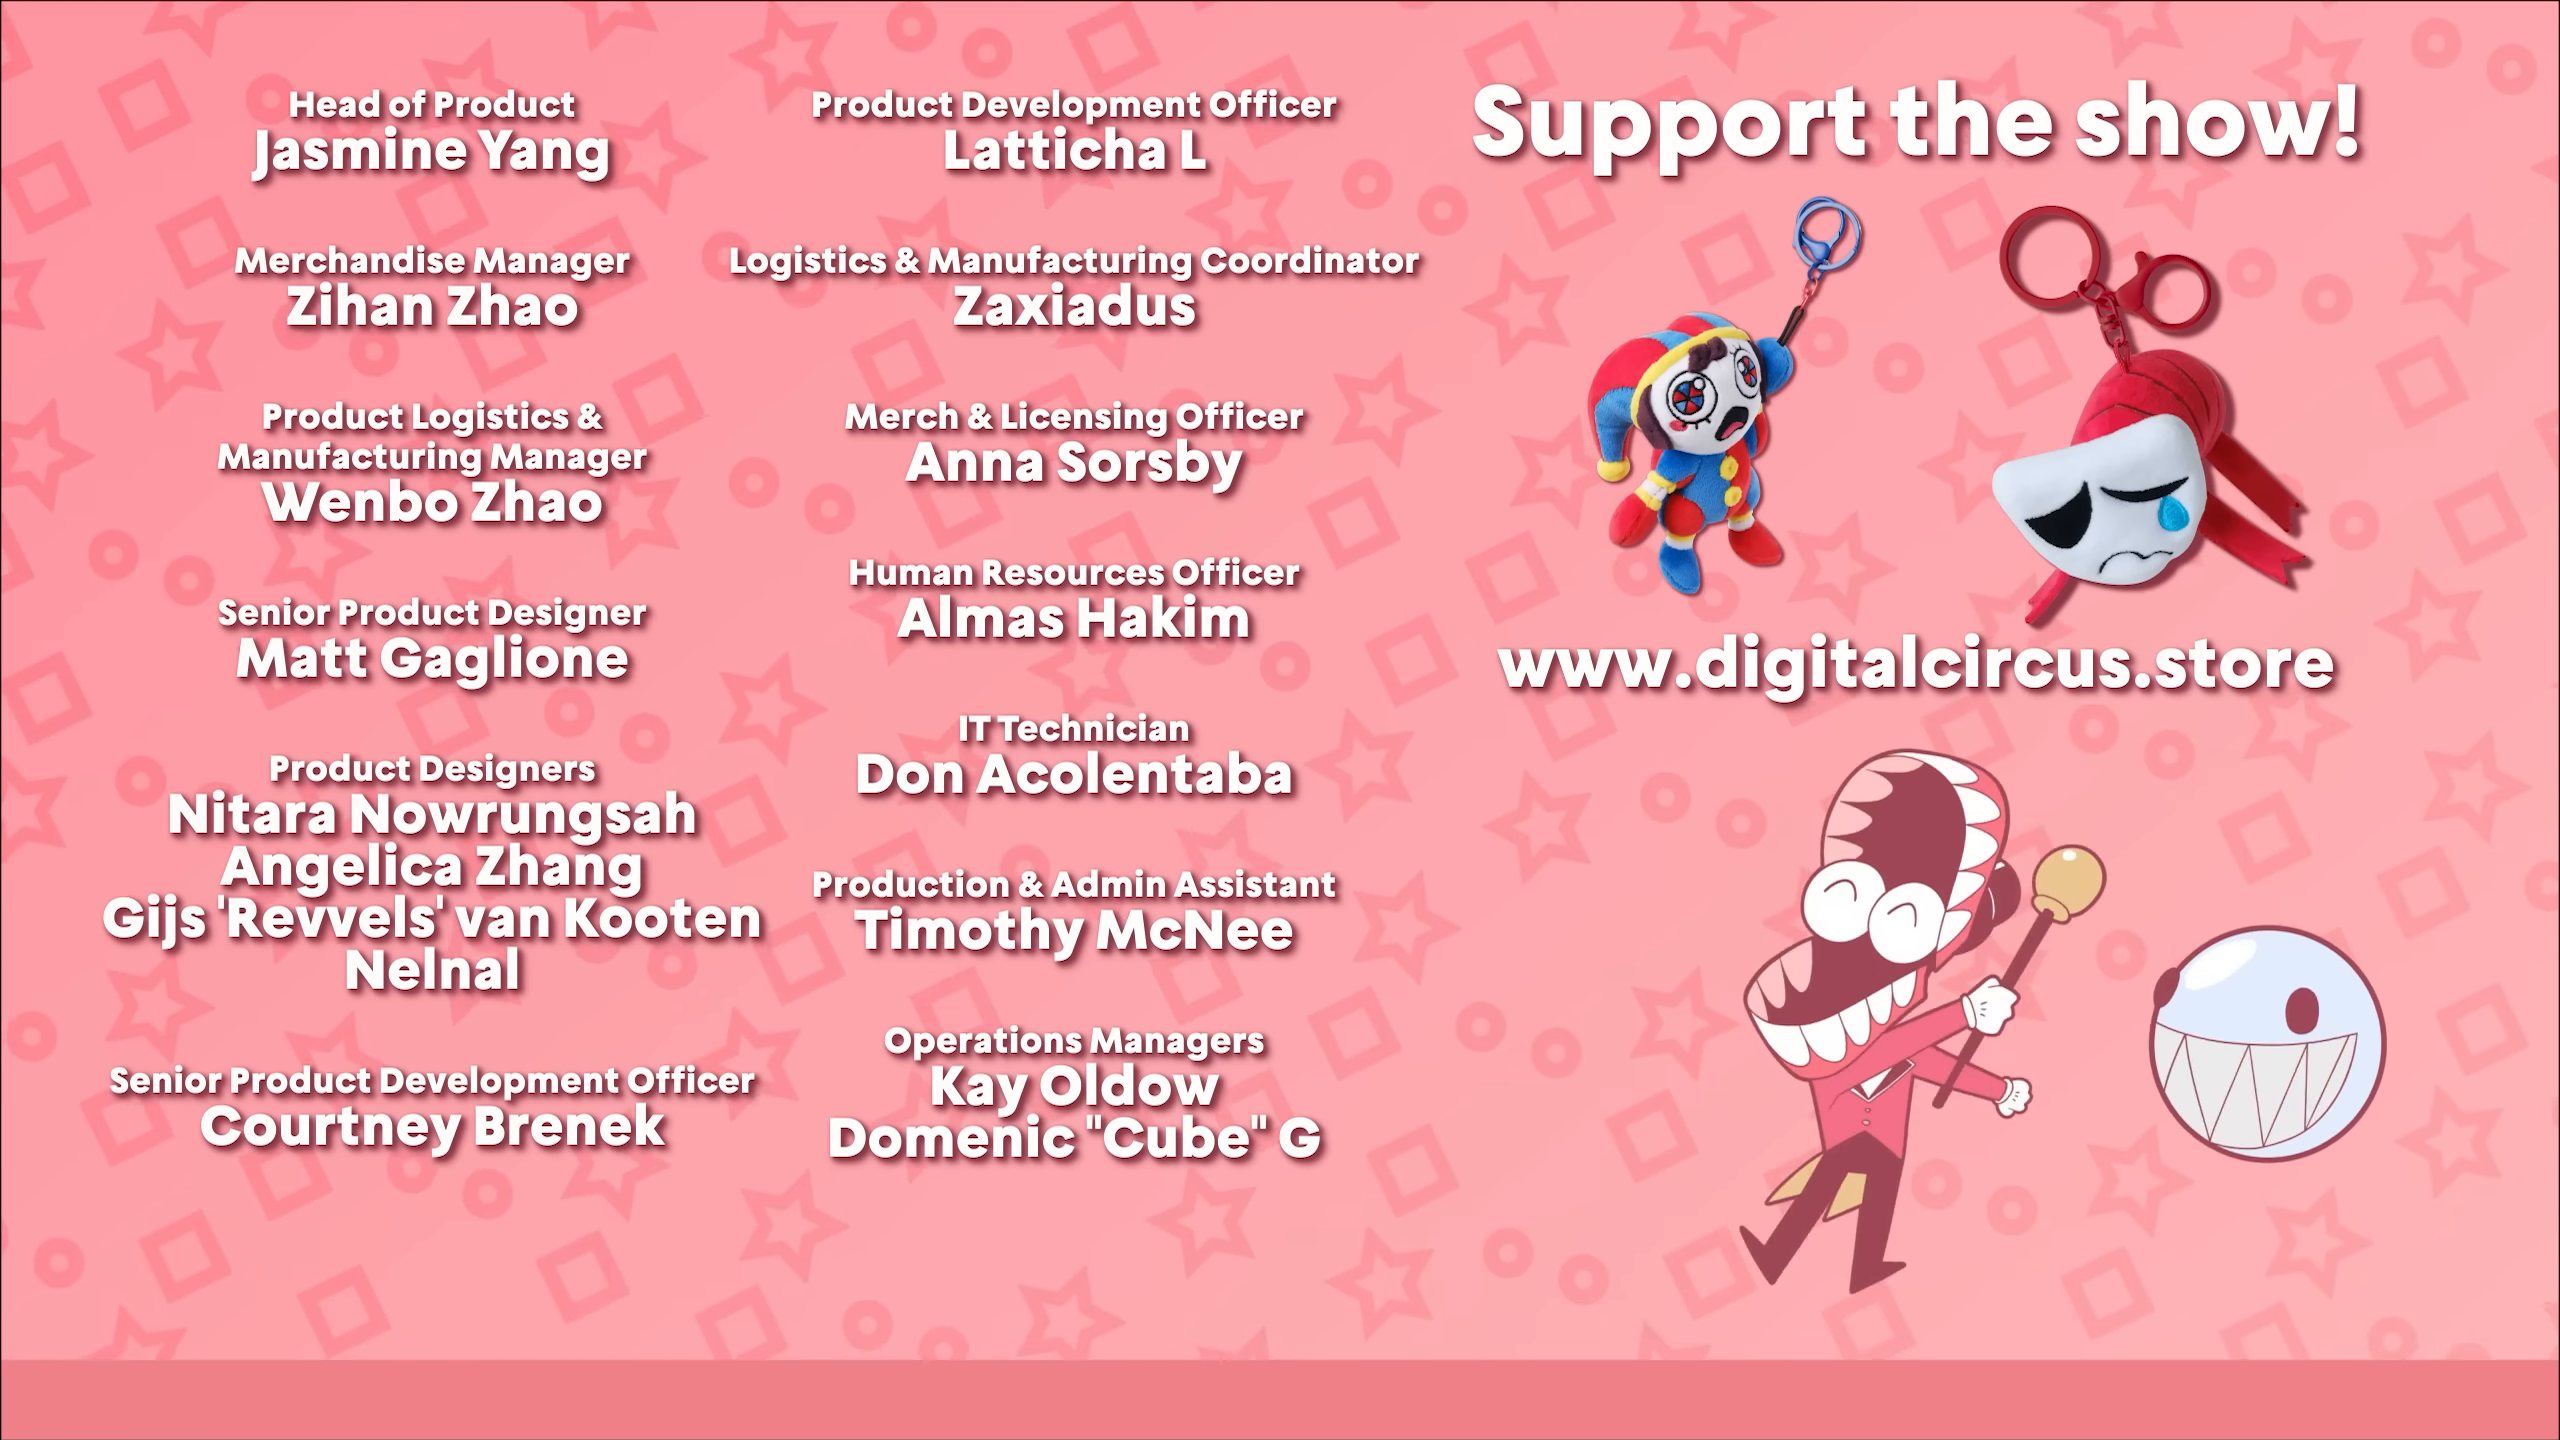 Head of Product
Jasmine Yang
Merchandise Manager
Zihan Zhao
Product Logistics &
Manufacturing Manager
Wenbo Zhao
Senior Product Designer
Matt Gaglione
Product Designers
Nitara Nowrungsah
Angelica Zhang
Gijs 'Revvels' van Kooten
Nelnal
Senior Product Development Officer
Courtney Brenek
Product Development Officer
Latticha L
Logistics & Manufacturing Coordinator
Zaxiadus
Merch & Licensing Officer
Anna Sorsby
Human Resources Officer
Almas Hakim
IT Technician
Don Acolentaba
Production & Admin Assistant
Timothy McNee
Operations Managers
Kay Oldow
Domenic "Cube" G
Support the show!
www.digitalcircus.store